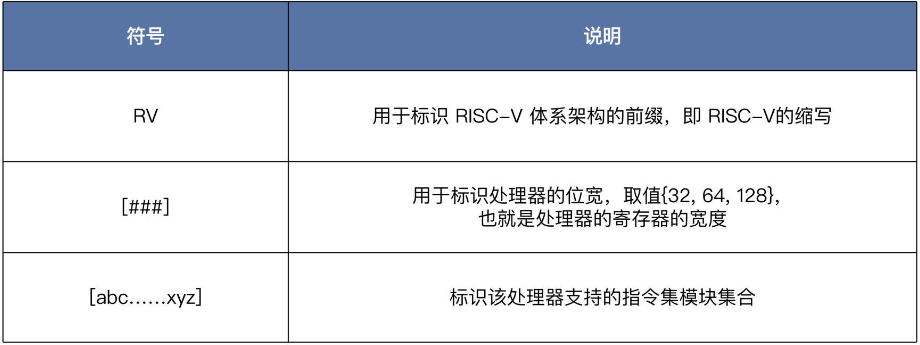 符号
说明
RV
用于标识 RISC-V 体系架构的前缀，即 RISC-V的缩写
[###]
用于标识处理器的位宽，取值{32, 64, 128}，
也就是处理器的寄存器的宽度
[abc……xyz]
标识该处理器支持的指令集模块集合